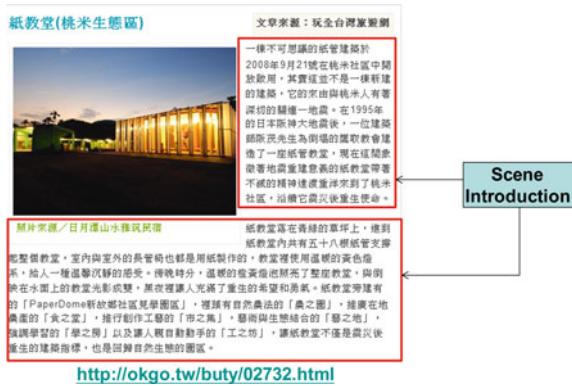 紙教堂(桃米生態區)
文章來源：玩全台灣旅遊網
一棟不可思議的紙管建築於
2008年9月21號在桃米社區中開
放啟用，其實這並不是一棟新建
的建築，它的來由與桃米人有著
深切的關連—地震。在1995年
的日本阪神大地震後，一位建築
師阪茂先生為倒塌的鷹取教會建
造了一座紙管教堂，現在這間象
徵著地震重建意義的紙教堂帶著
不滅的精神遠渡重洋來到了桃米
社區，沿續它震災後重生使命。
照片來源／日月潭山水雅筑民宿
紙教堂落在青綠的草坪上，進到
紙教堂內共有五十八根紙管支撐
起整個教堂，室內與室外的長管椅也都是用紙製作的，教堂裡使用溫暖的黃色燈
系，給人一種溫馨沉靜的感受。傍晚時分，溫暖的橙黃燈泡照亮了整座教堂，與倒
映在水面上的教堂光影成雙，黑夜裡讓人充滿了重生的希望和勇氣。紙教堂旁建有
的「PaperDome新故鄉社區見學園區」，裡頭有自然農法的「農之園」，推廣在地
農產的「食之堂」，推行創作工藝的「市之集」，藝術與生態結合的「藝之地」，
強調學習的「學之房」以及讓人親自動動手的「工之坊」，讓紙教堂不僅是震災後
重生的建築指標，也是回歸自然生態的園區。
Scene
Introduction
http://okgo.tw/buty/02732.html